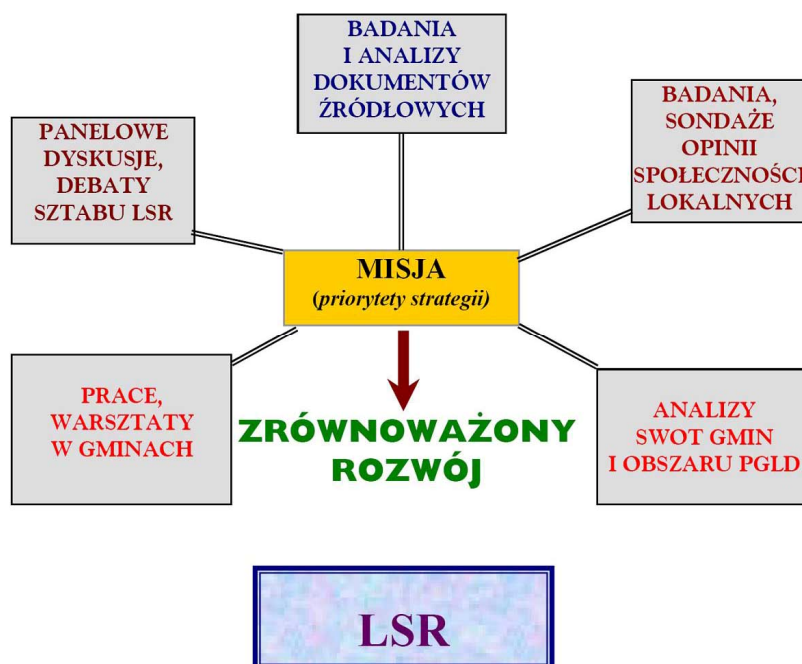 BADANIA
I ANALIZY
DOKUMENTÓW
ŹRÓDŁOWYCH
PANELOWE
DYSKUSJE,
DEBATY
SZTABU LSR
BADANIA,
SONDAŻE
OPINII
SPOŁECZNOŚCI
LOKALNYCH
MISJA
(priorytety strategii)
PRACE,
WARSZTATY
W GMINACH
ZRÓWNOWAŻONY
ROZWÓJ
ANALIZY
SWOT GMIN
I OBSZARU PGLD
LSR